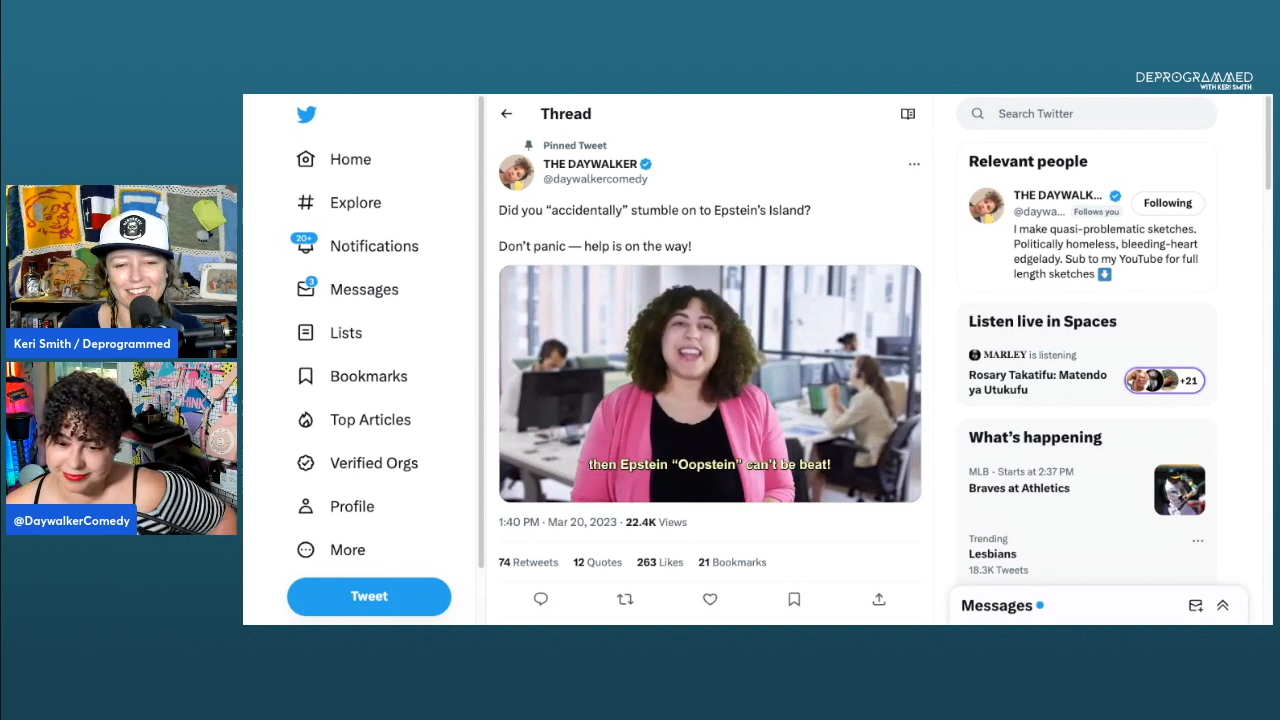 DEPROGRAMMED
WITH KERI SMITH
Keri Smith / Deprogrammed
@DaywalkerComedy
Home
Explore
20+
Notifications
3
Messages
Lists
Bookmarks
Top Articles
Verified Orgs
Profile
More
Tweet
Thread
Pinned Tweet
THE DAYWALKER
@daywalkercomedy
Did you “accidentally” stumble on to Epstein’s Island?
Don’t panic — help is on the way!
then Epstein “Oopstein” can’t be beat!
1:40 PM · Mar 20, 2023 · 22.4K Views
74 Retweets 12 Quotes 263 Likes 21 Bookmarks
Search Twitter
Relevant people
THE DAYWALK...
@daywa... Follows you
Following
I make quasi-problematic sketches.
Politically homeless, bleeding-heart
edgelady. Sub to my YouTube for full
length sketches
Listen live in Spaces
MARLEY is listening
Rosary Takatifu: Matendo
ya Utukufu
+21
What’s happening
MLB · Starts at 2:37 PM
Braves at Athletics
Trending
Lesbians
18.3K Tweets
Messages